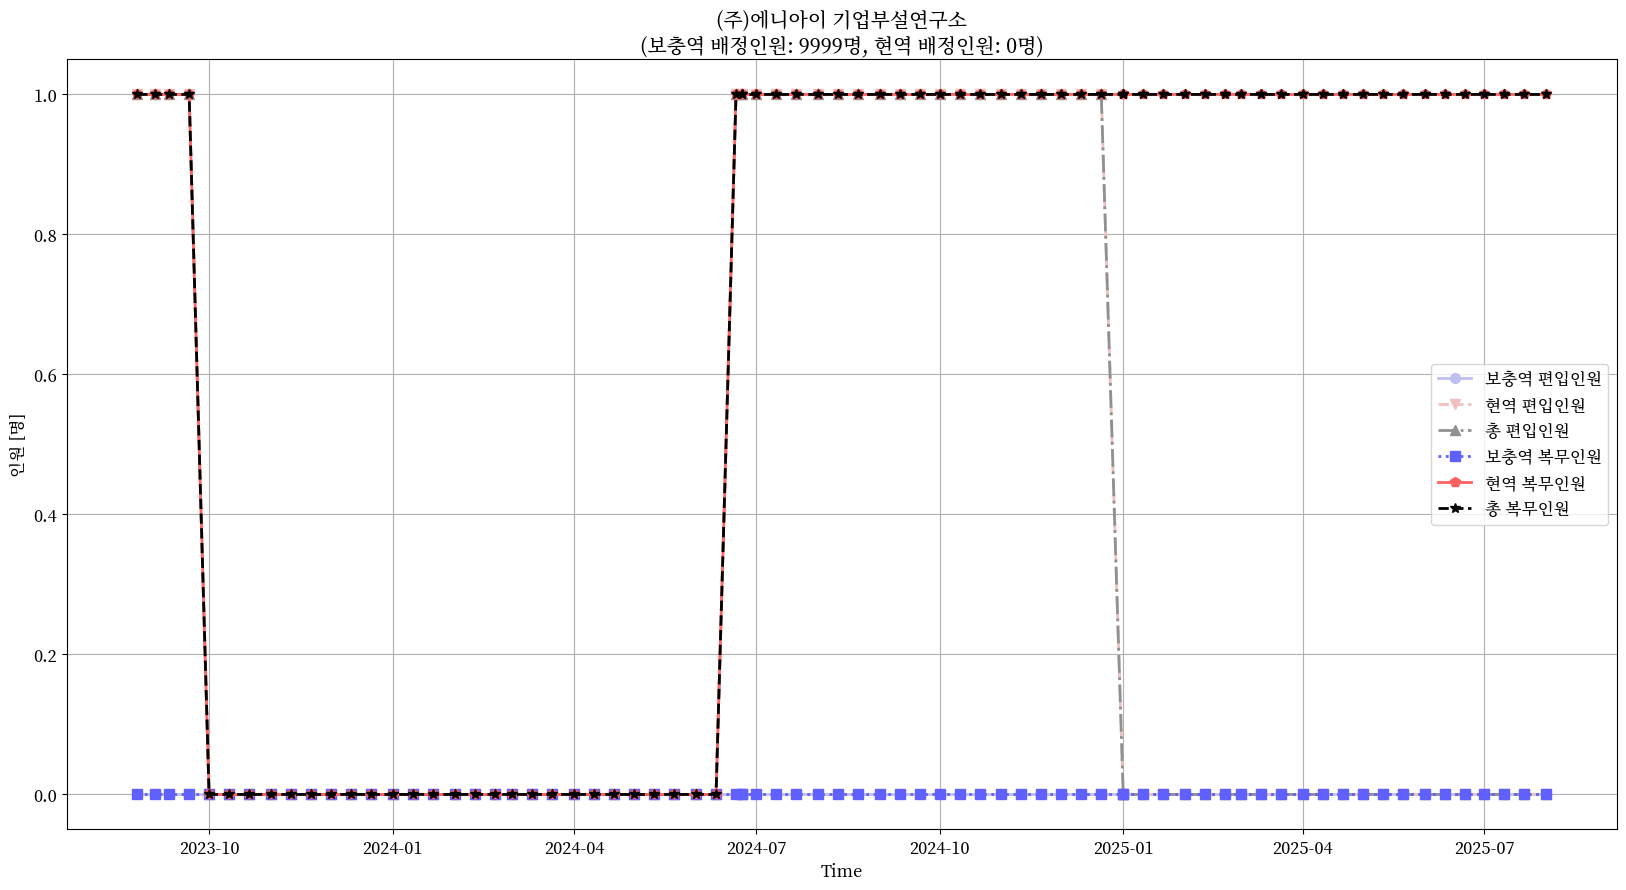 (주)에니아이 기업부설연구소
(보충역 배정인원: 9999명, 현역 배정인원: 0명)
1.0
0.8
0.6
0.4
0.2
0.0
인원 [명]
보충역 편입인원
현역 편입인원
총 편입인원
보충역 복무인원
현역 복무인원
총 복무인원
2023-10
2024-01
2024-04
2024-07
2024-10
2025-01
2025-04
2025-07
Time